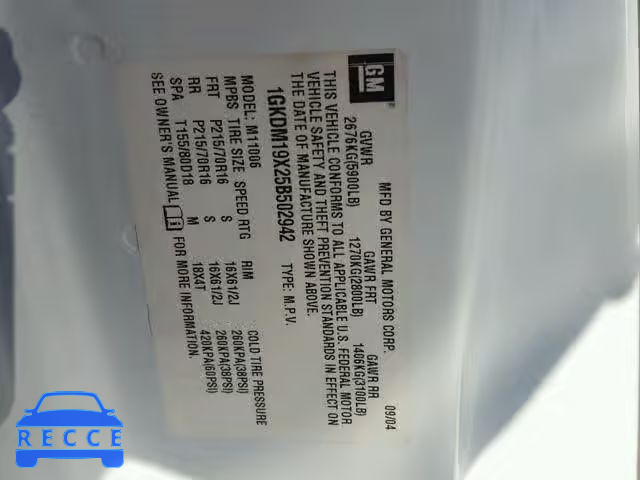 GM
MFD BY GENERAL MOTORS CORP. 09/04
GVWR GAWR FRT GAWR RR
2676KG(5900LB) 1270KG(2800LB) 1406KG(3100LB)
THIS VEHICLE CONFORMS TO ALL APPLICABLE U.S. FEDERAL MOTOR
VEHICLE SAFETY AND THEFT PREVENTION STANDARDS IN EFFECT ON
THE DATE OF MANUFACTURE SHOWN ABOVE.
1GKDM19X25B502942 TYPE: M.P.V.
MODEL: M11006
MPBS TIRE SIZE SPEED RTG RIM COLD TIRE PRESSURE
FRT P215/70R16 S 16X61/2J 260KPA(38PSI)
RR P215/70R16 S 16X61/2J 260KPA(38PSI)
SPA T155/80D18 M 18X4T 420KPA(60PSI)
SEE OWNER'S MANUAL i FOR MORE INFORMATION.
RECCE